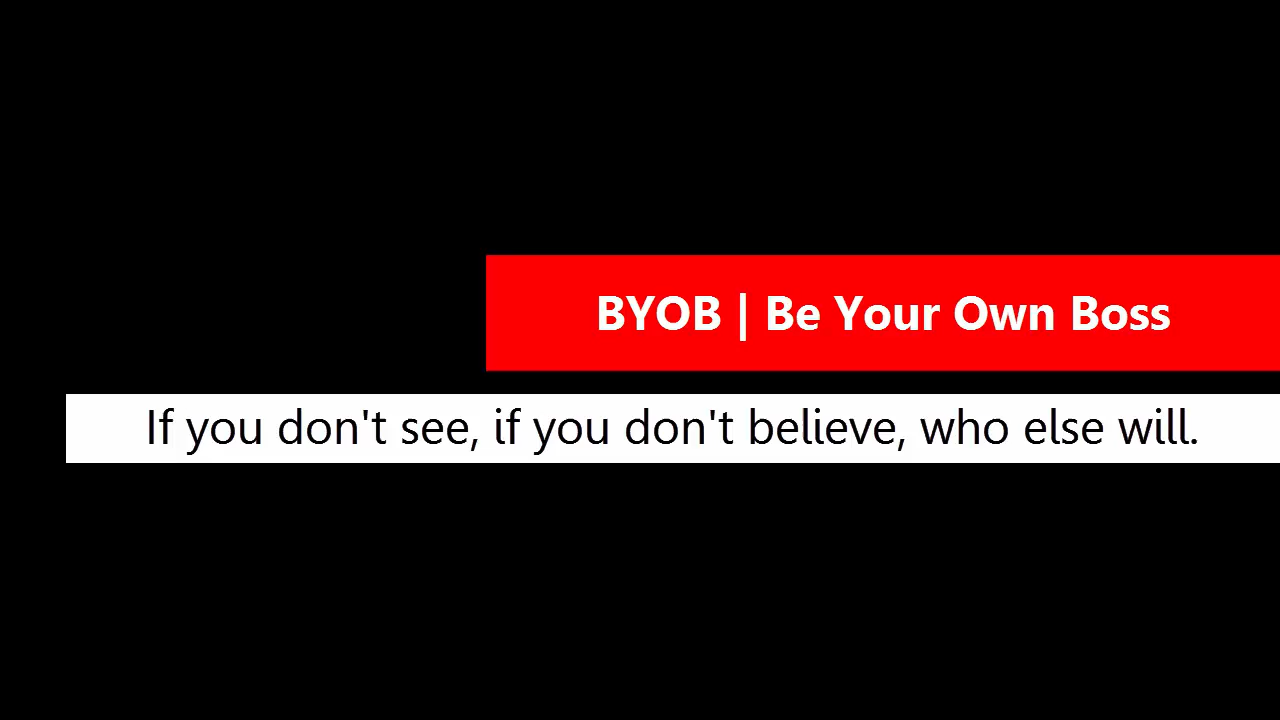 BYOB | Be Your Own Boss
If you don't see, if you don't believe, who else will.